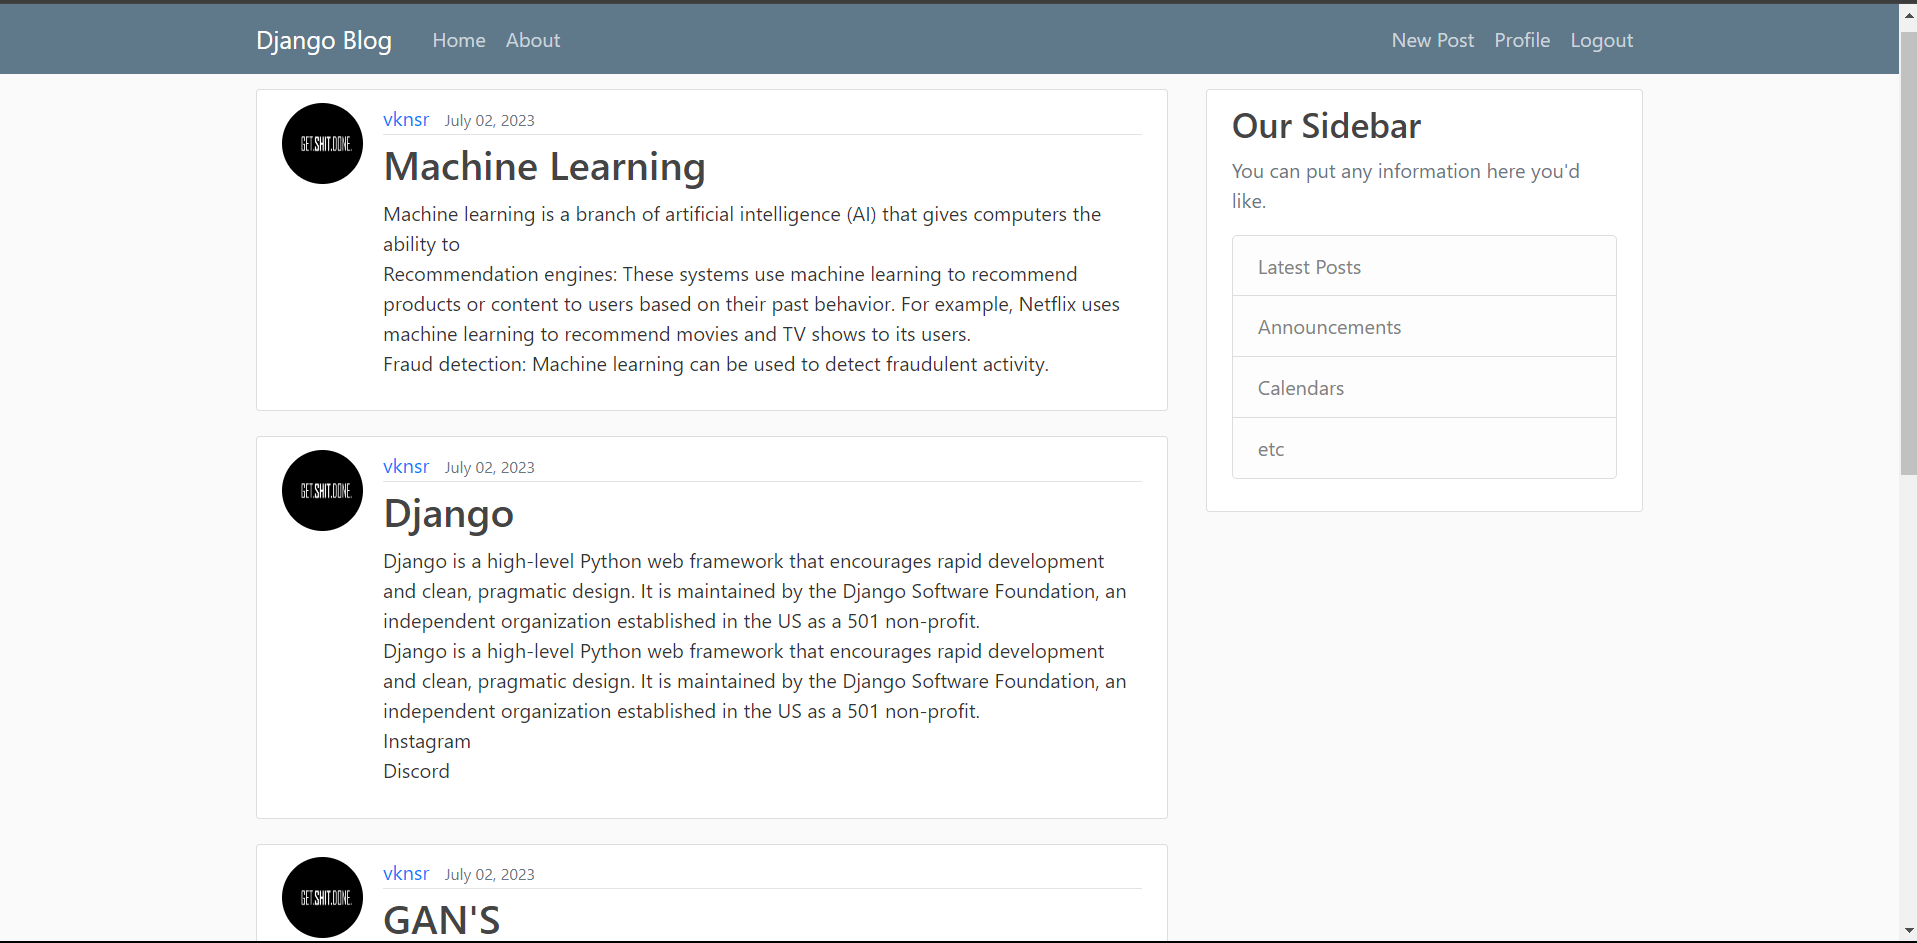 Django Blog Home About New Post Profile Logout
GET.SHIT.DONE.
vknsr July 02, 2023
Machine Learning
Machine learning is a branch of artificial intelligence (AI) that gives computers the
ability to
Recommendation engines: These systems use machine learning to recommend
products or content to users based on their past behavior. For example, Netflix uses
machine learning to recommend movies and TV shows to its users.
Fraud detection: Machine learning can be used to detect fraudulent activity.
GET.SHIT.DONE.
vknsr July 02, 2023
Django
Django is a high-level Python web framework that encourages rapid development
and clean, pragmatic design. It is maintained by the Django Software Foundation, an
independent organization established in the US as a 501 non-profit.
Django is a high-level Python web framework that encourages rapid development
and clean, pragmatic design. It is maintained by the Django Software Foundation, an
independent organization established in the US as a 501 non-profit.
Instagram
Discord
GET.SHIT.DONE.
vknsr July 02, 2023
GAN'S
Our Sidebar
You can put any information here you'd
like.
Latest Posts
Announcements
Calendars
etc